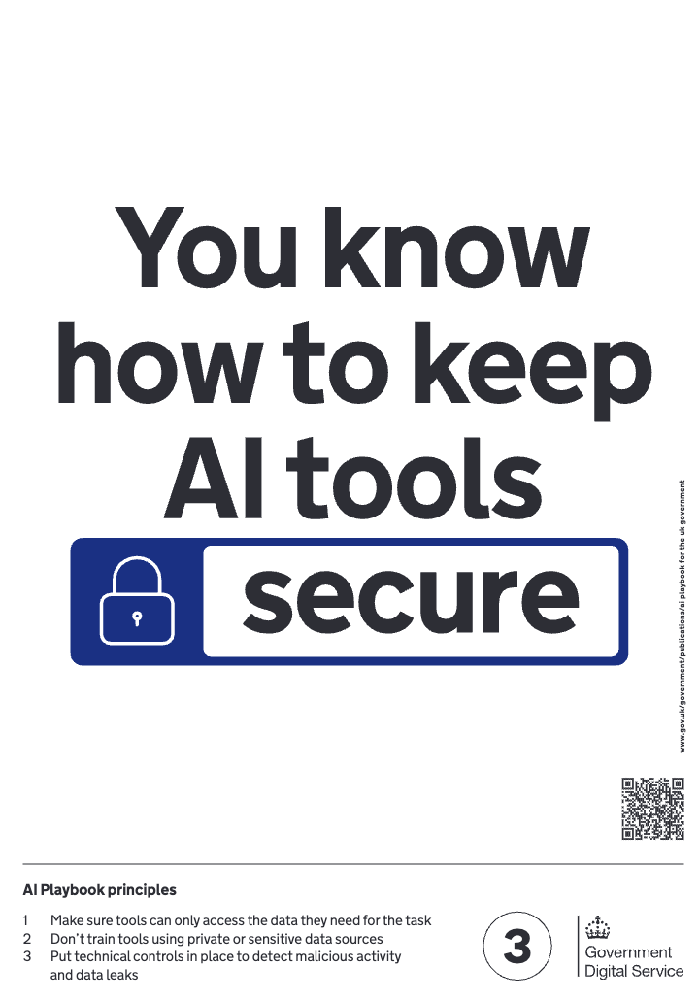 You know
how to keep
AI tools
secure
www.gov.uk/government/publications/ai-playbook-for-the-uk-government
AI Playbook principles
1 Make sure tools can only access the data they need for the task
2 Don’t train tools using private or sensitive data sources
3 Put technical controls in place to detect malicious activity
and data leaks
3
Government
Digital Service